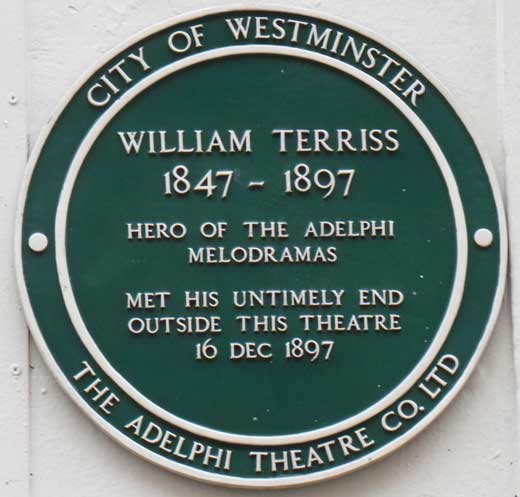 CITY OF WESTMINSTER
WILLIAM TERRISS
1847 - 1897
HERO OF THE ADELPHI
MELODRAMAS
MET HIS UNTIMELY END
OUTSIDE THIS THEATRE
16 DEC 1897
THE ADELPHI THEATRE CO. LTD